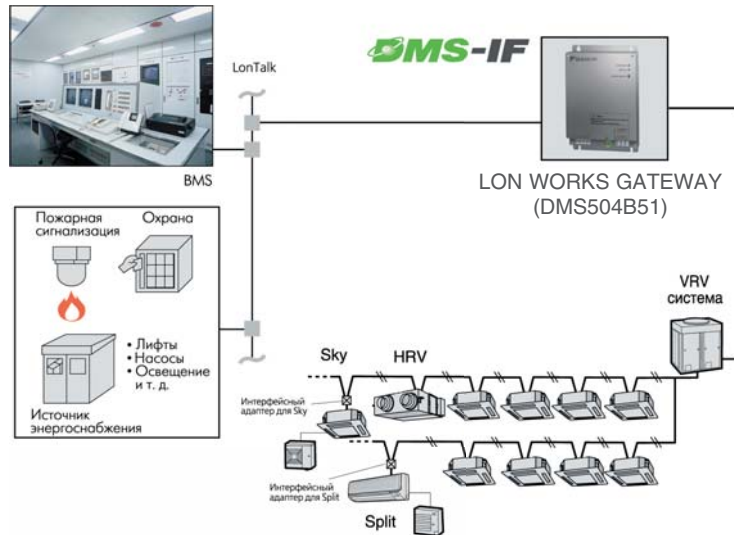 LonTalk
DMS-IF
BMS
LON WORKS GATEWAY
(DMS504B51)
Пожарная
сигнализация
Охрана
• Лифты
• Насосы
• Освещение
и т. д.
Источник
энергоснабжения
VRV
система
Sky
HRV
Интерфейсный
адаптер для Sky
Интерфейсный
адаптер для Split
Split